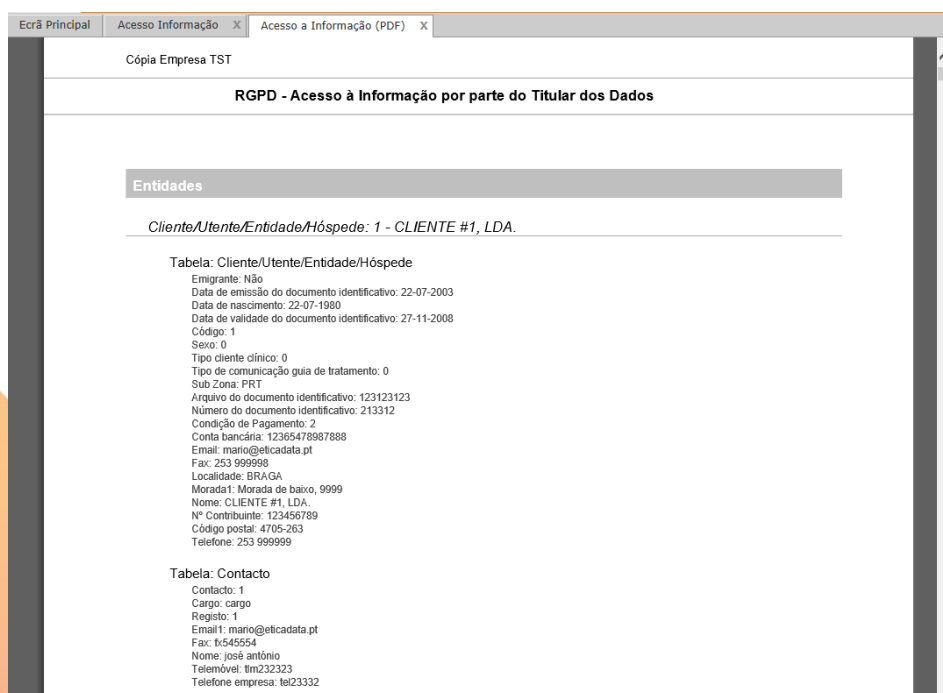 Ecrã Principal Acesso Informação X Acesso a Informação (PDF) X
Cópia Empresa TST
RGPD - Acesso à Informação por parte do Titular dos Dados
Entidades
Cliente/Utente/Entidade/Hóspede: 1 - CLIENTE #1, LDA.
Tabela: Cliente/Utente/Entidade/Hóspede
Emigrante: Não
Data de emissão do documento identificativo: 22-07-2003
Data de nascimento: 22-07-1980
Data de validade do documento identificativo: 27-11-2008
Código: 1
Sexo: 0
Tipo cliente clínico: 0
Tipo de comunicação guia de tratamento: 0
Sub Zona: PRT
Arquivo do documento identificativo: 123123123
Número do documento identificativo: 213312
Condição de Pagamento: 2
Conta bancária: 12365478987888
Email: mario@eticadata.pt
Fax: 253 999998
Localidade: BRAGA
Morada1: Morada de baixo, 9999
Nome: CLIENTE #1, LDA.
Nº Contribuinte: 123456789
Código postal: 4705-263
Telefone: 253 999999
Tabela: Contacto
Contacto: 1
Cargo: cargo
Registo: 1
Email1: mario@eticadata.pt
Fax: fx545554
Nome: josé antónio
Telemóvel: tlm232323
Telefone empresa: tel23332